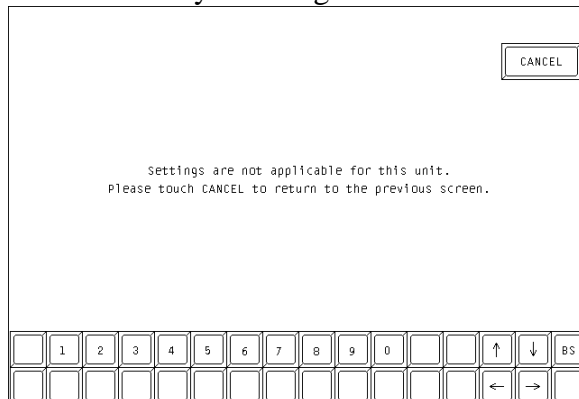 CANCEL
Settings are not applicable for this unit.
Please touch CANCEL to return to the previous screen.
1 2 3 4 5 6 7 8 9 0 ↑ ↓ BS
← →